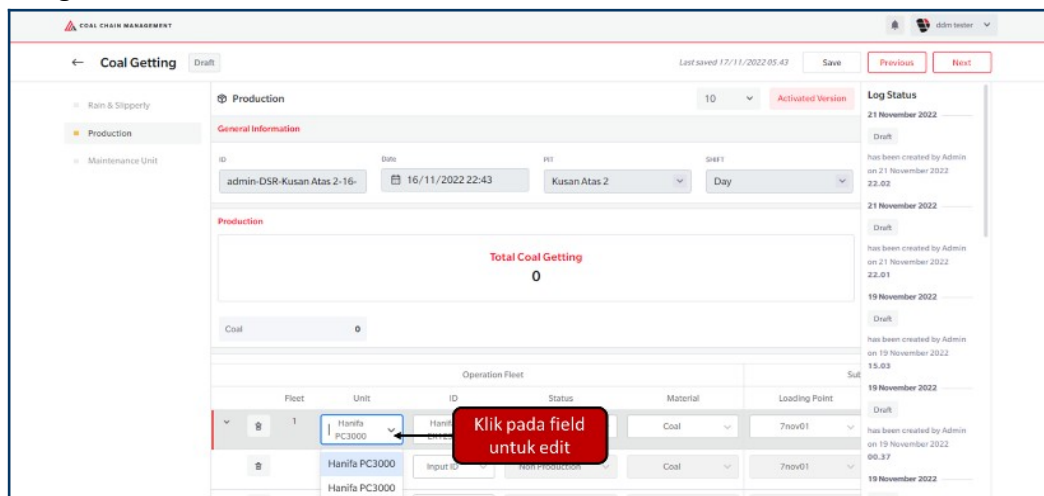 COAL CHAIN MANAGEMENT
ddm tester
Coal Getting
Draft
Last saved 17/11/2022 05.43
Save
Previous
Next
Rain & Slipperly
Production
Maintenance Unit
Production
10
Activated Version
General Information
ID
Date
PIT
SHIFT
admin-DSR-Kusan Atas 2-16-
16/11/2022 22:43
Kusan Atas 2
Day
Production
Total Coal Getting
0
Coal
0
Operation Fleet
Fleet
Unit
ID
Status
Material
Loading Point
1
Hanifa
PC3000
Coal
7nov01
Klik pada field
untuk edit
Input ID
Non Production
Coal
7nov01
Hanifa PC3000
Hanifa PC3000
Log Status
21 November 2022
Draft
has been created by Admin
on 21 November 2022
22.02
21 November 2022
Draft
has been created by Admin
on 21 November 2022
22.01
19 November 2022
Draft
has been created by Admin
on 19 November 2022
15.03
19 November 2022
Draft
has been created by Admin
on 19 November 2022
00.37
19 November 2022